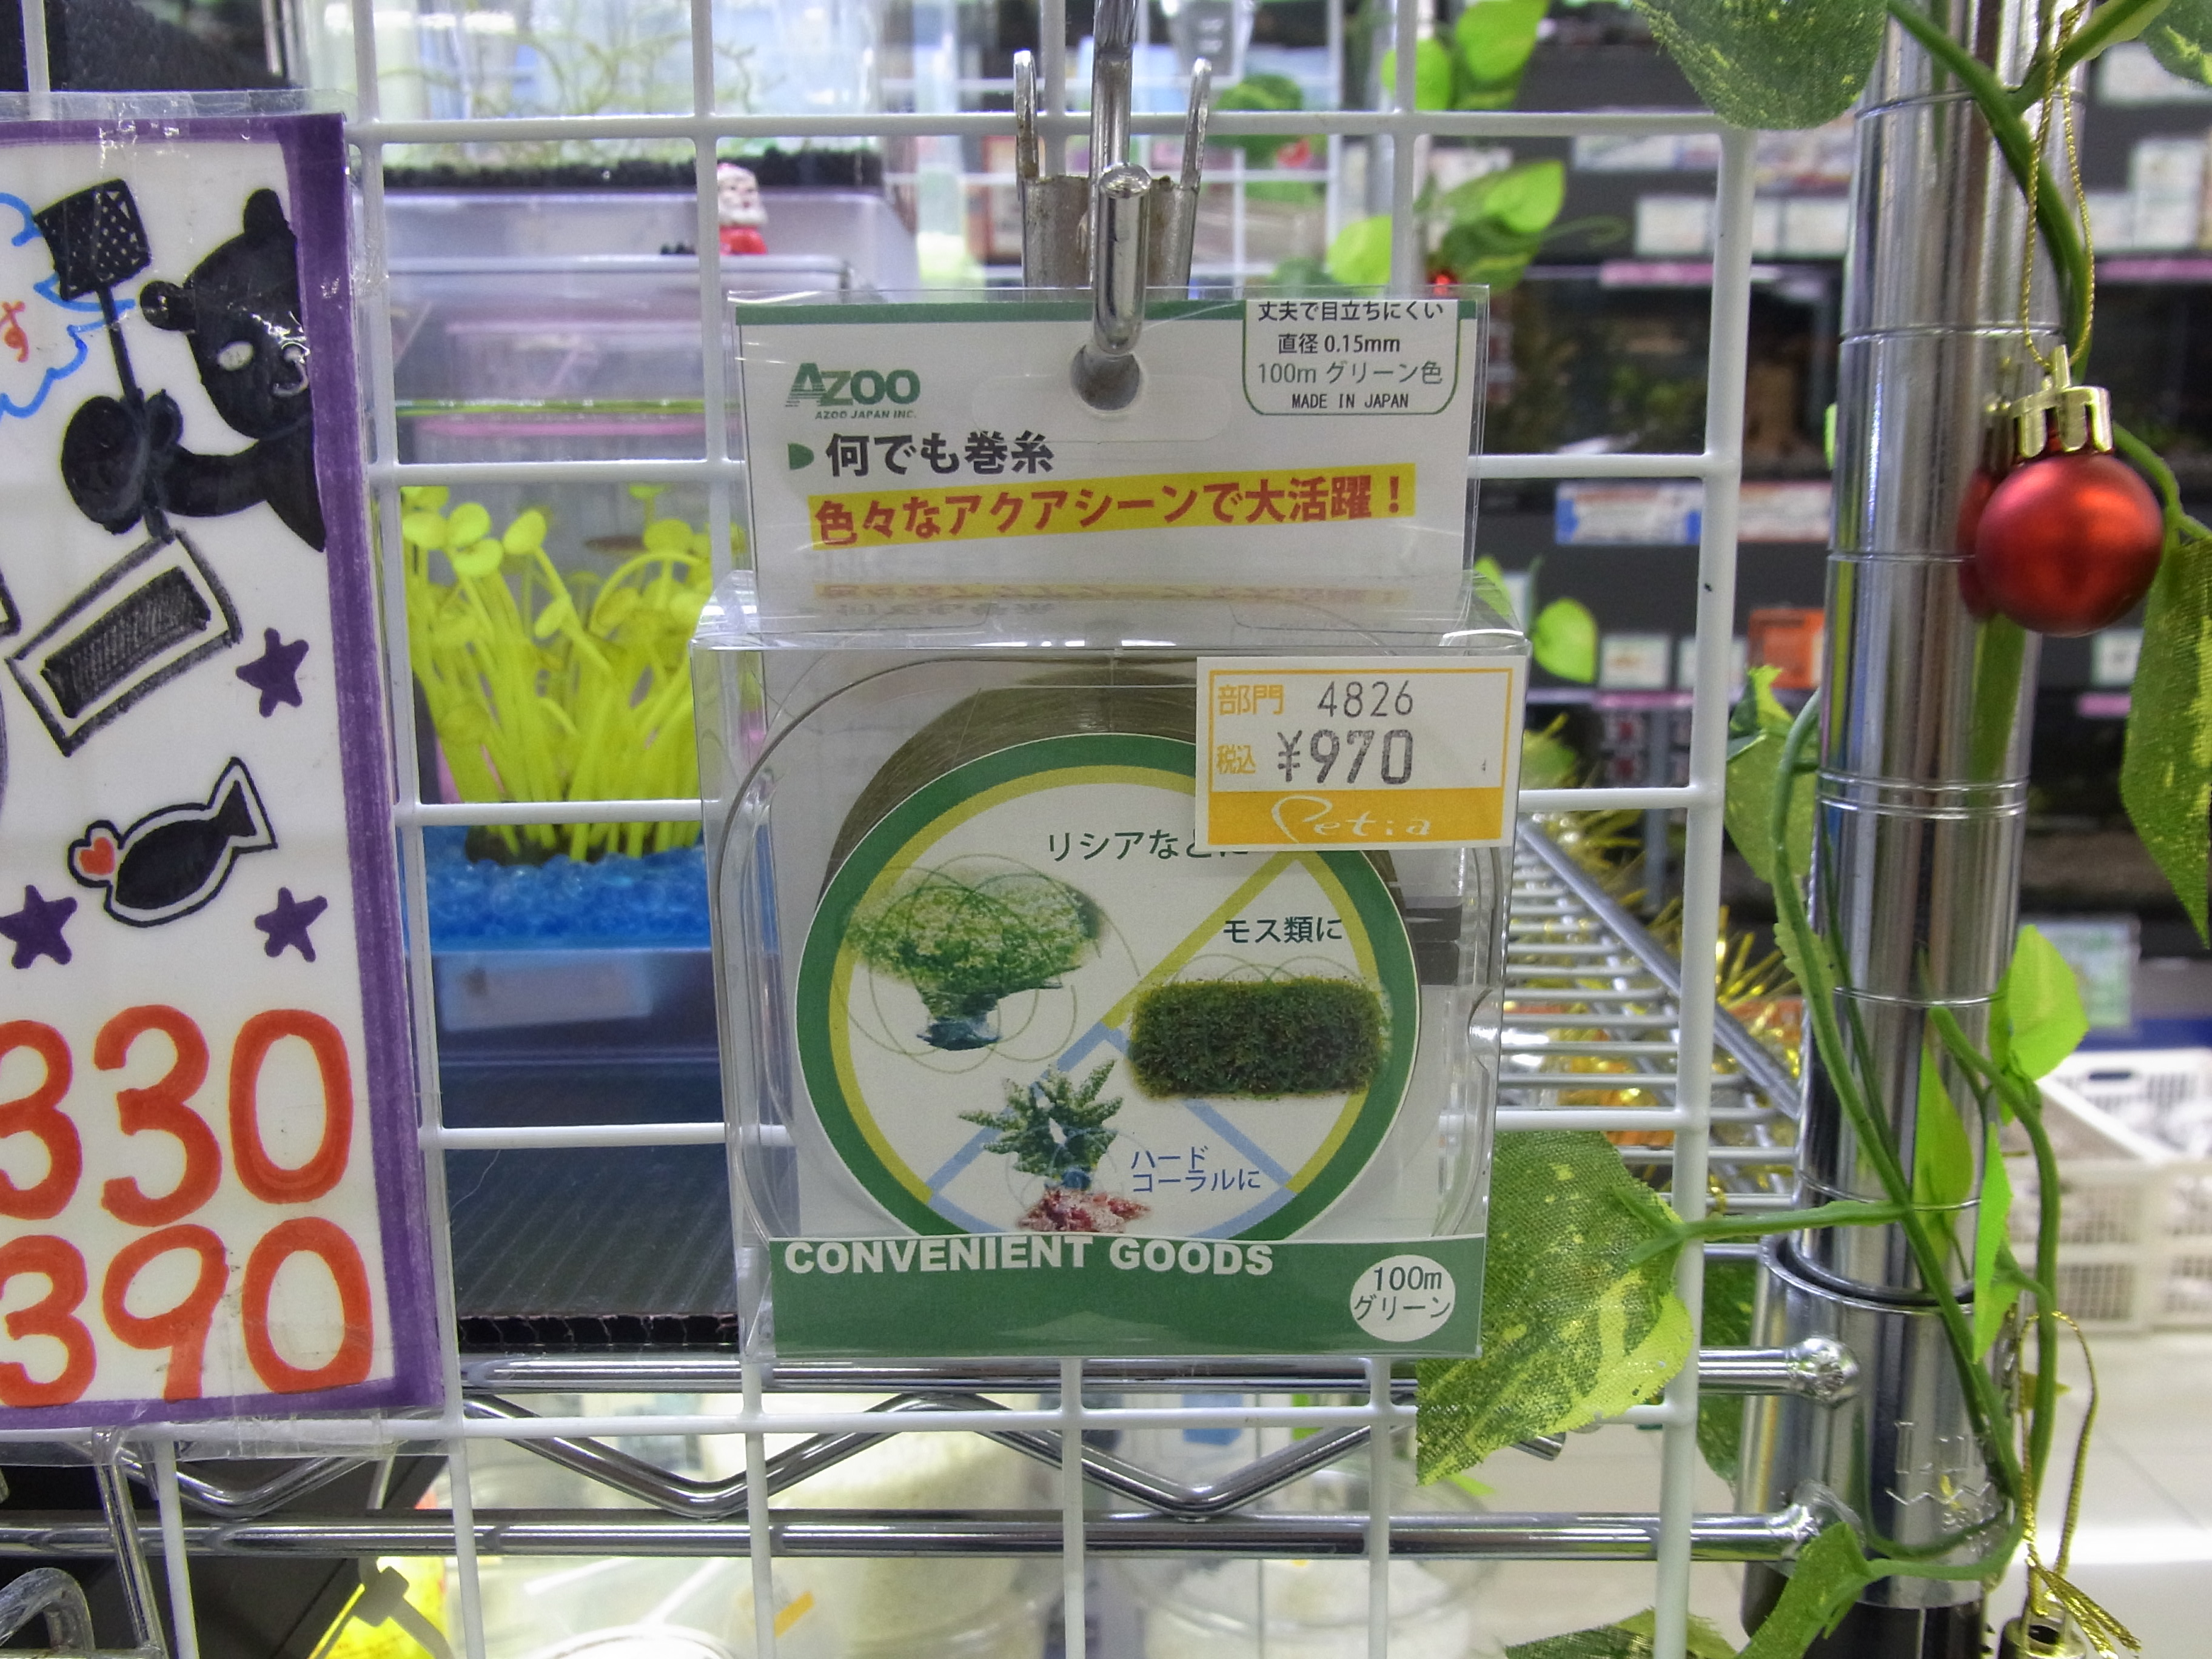 す
330
390
丈夫で目立ちにくい
直径 0.15mm
100m グリーン色
MADE IN JAPAN
AZOO
AZOO JAPAN INC.
何でも巻糸
色々なアクアシーンで大活躍！
部門 4826
税込 ¥970
Petia
リシアなどに
モス類に
ハード
コーラルに
CONVENIENT GOODS
100m
グリーン